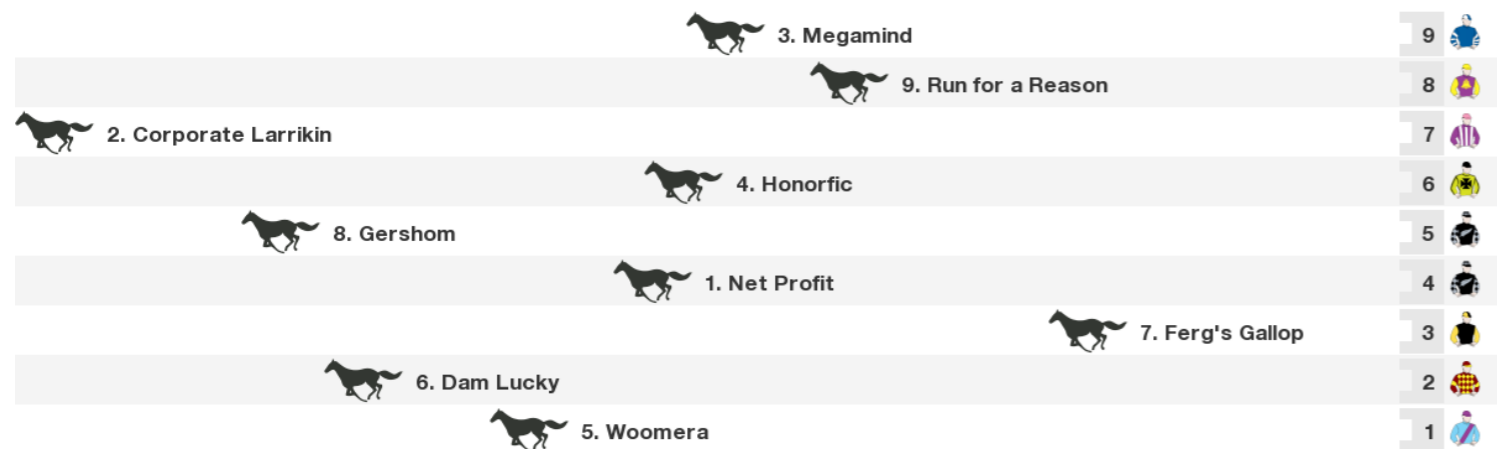 3. Megamind 9
9. Run for a Reason 8
2. Corporate Larrikin 7
4. Honorfic 6
8. Gershom 5
1. Net Profit 4
7. Ferg's Gallop 3
6. Dam Lucky 2
5. Woomera 1